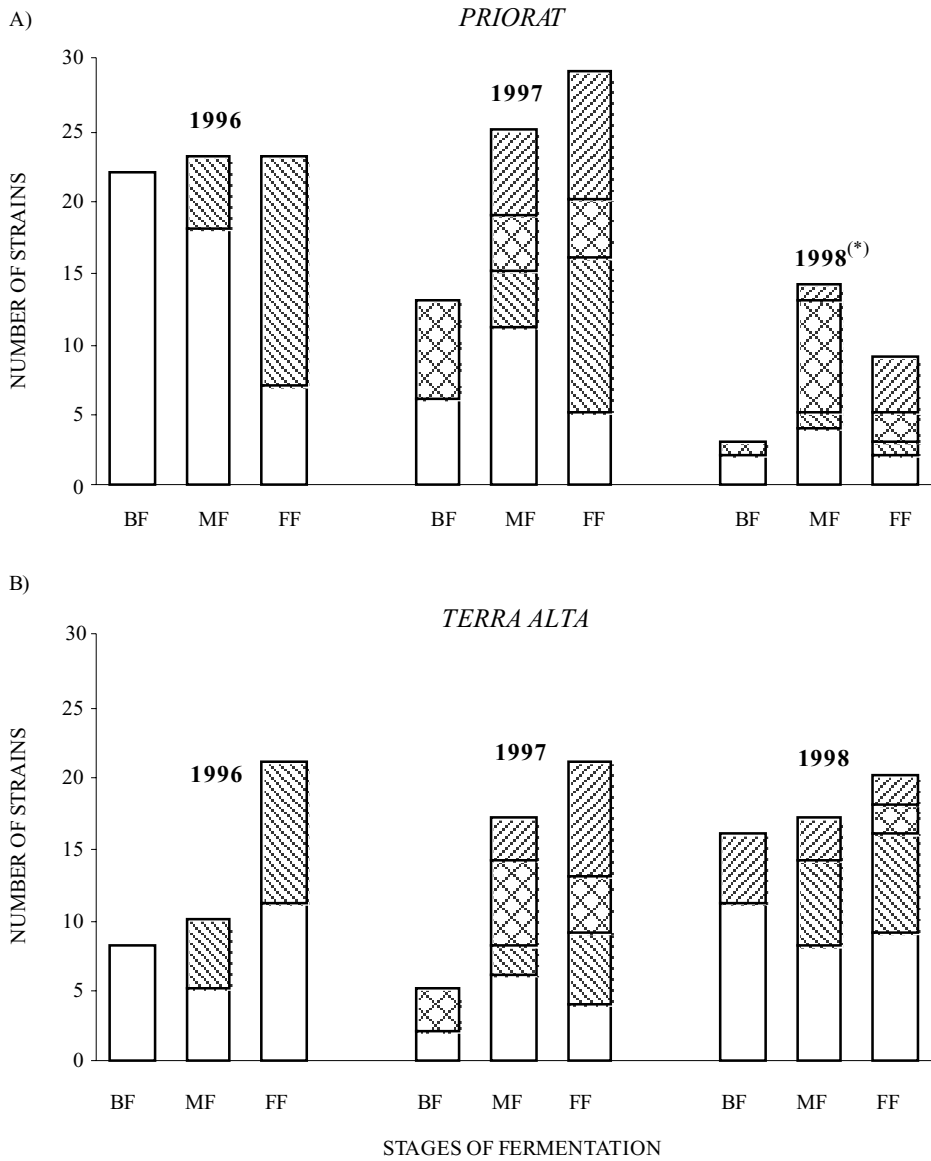 A)
PRIORAT
NUMBER OF STRAINS
30
25
20
15
10
5
0
1996
1997
1998(*)
BF MF FF BF MF FF BF MF FF
B)
TERRA ALTA
NUMBER OF STRAINS
30
25
20
15
10
5
0
1996
1997
1998
BF MF FF BF MF FF BF MF FF
STAGES OF FERMENTATION